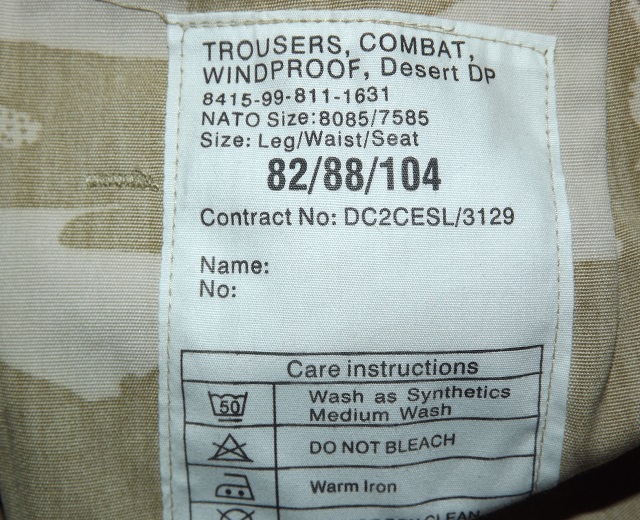 TROUSERS, COMBAT,
WINDPROOF, Desert DP
8415-99-811-1631
NATO Size:8085/7585
Size: Leg/Waist/Seat
82/88/104
Contract No: DC2CESL/3129
Name:
No:
Care instructions
50 Wash as Synthetics
Medium Wash
DO NOT BLEACH
Warm Iron
CLEAN